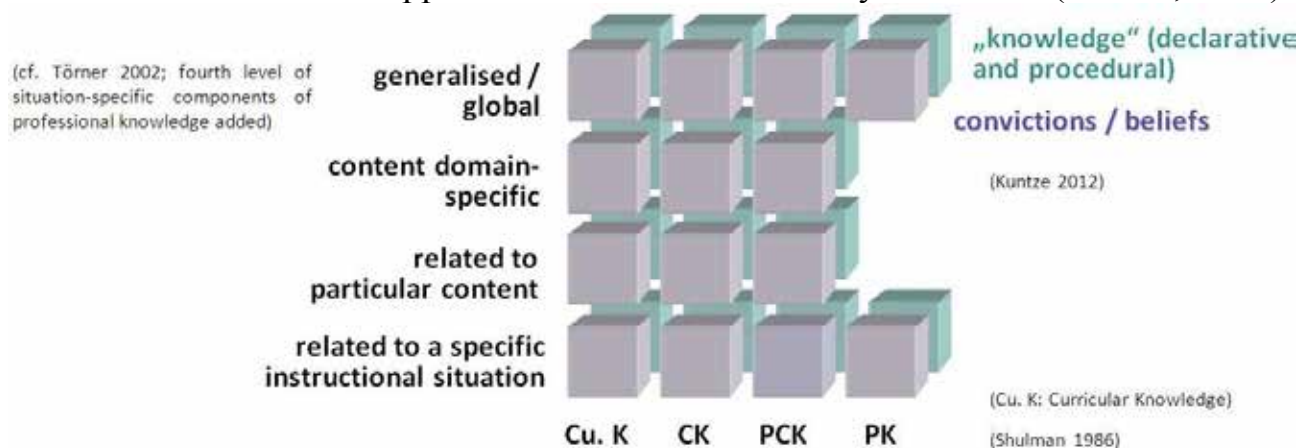 (cf. Törner 2002; fourth level of
situation-specific components of
professional knowledge added)
generalised /
global
content domain-
specific
related to
particular content
related to a specific
instructional situation
Cu. K CK PCK PK
„knowledge“ (declarative
and procedural)
convictions / beliefs
(Kuntze 2012)
(Cu. K: Curricular Knowledge)
(Shulman 1986)